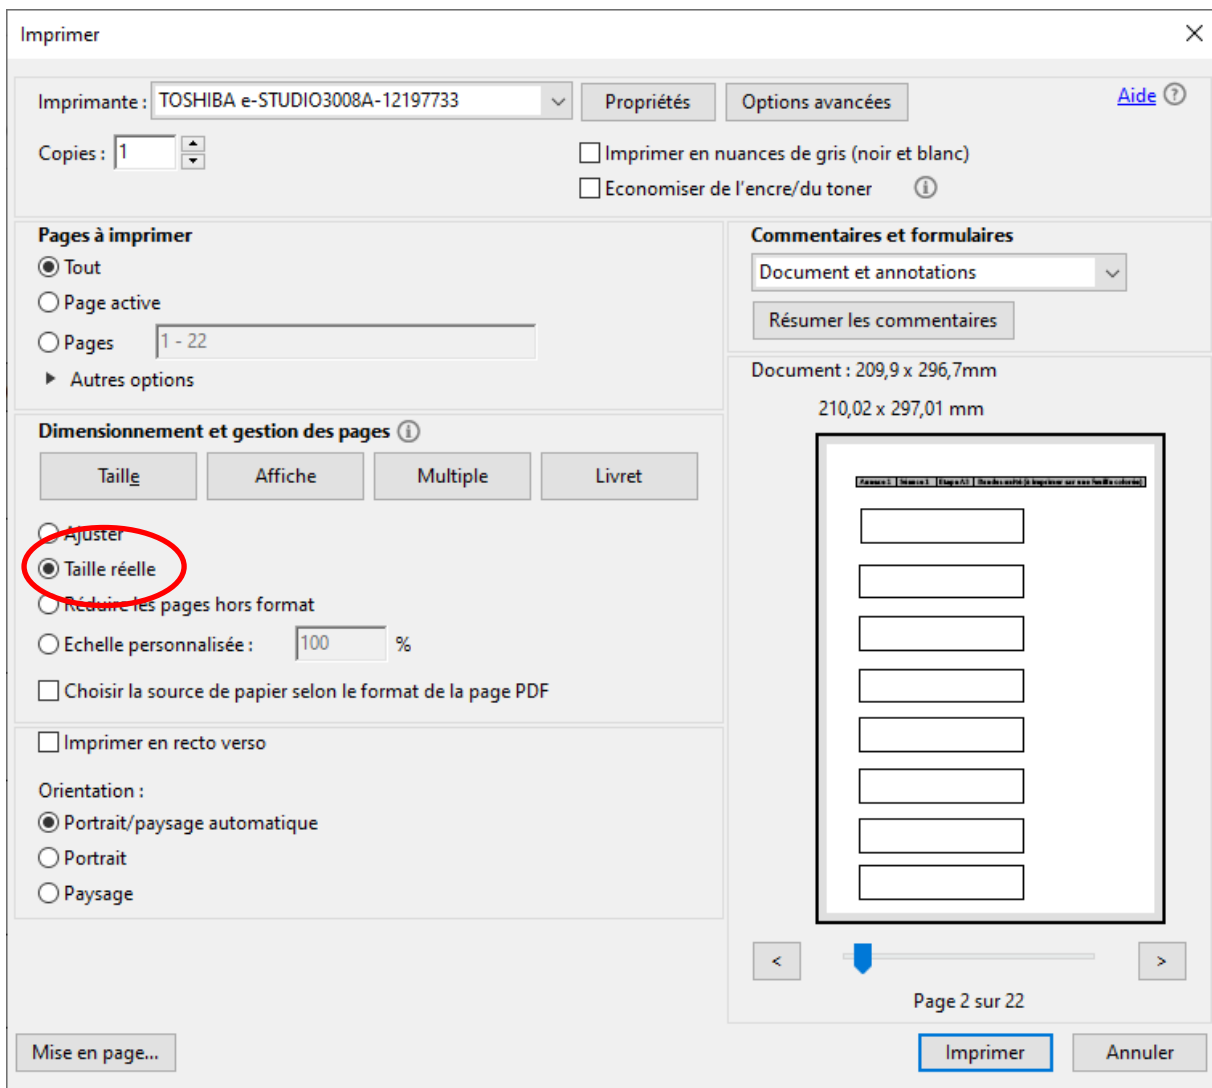 Imprimer
Imprimante : TOSHIBA e-STUDIO3008A-12197733 Propriétés Options avancées Aide ?
Copies : 1 Imprimer en nuances de gris (noir et blanc)
Economiser de l'encre/du toner
Pages à imprimer
Tout
Page active
Pages 1 - 22
Autres options
Commentaires et formulaires
Document et annotations
Résumer les commentaires
Dimensionnement et gestion des pages
Taille Affiche Multiple Livret
Ajuster
Taille réelle
Réduire les pages hors format
Echelle personnalisée : 100 %
Choisir la source de papier selon le format de la page PDF
Imprimer en recto verso
Orientation :
Portrait/paysage automatique
Portrait
Paysage
Document : 209,9 x 296,7mm
210,02 x 297,01 mm
< >
Page 2 sur 22
Mise en page... Imprimer Annuler